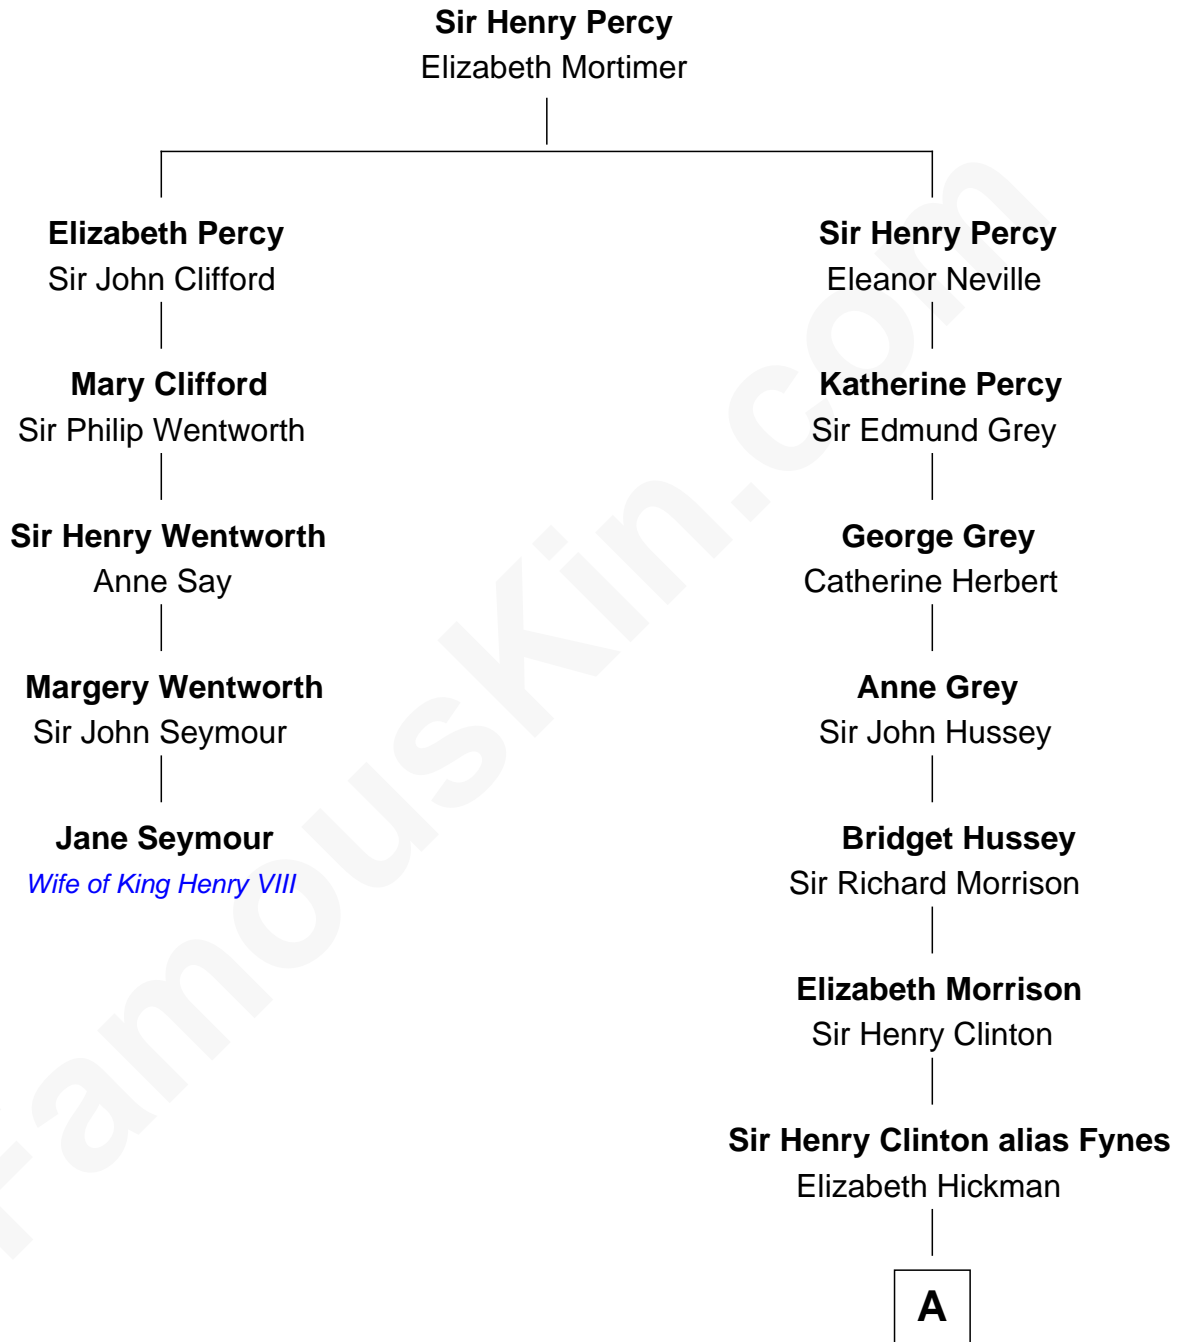 Sir Henry Percy
Elizabeth Mortimer
Elizabeth Percy
Sir John Clifford
Mary Clifford
Sir Philip Wentworth
Sir Henry Wentworth
Anne Say
Margery Wentworth
Sir John Seymour
Jane Seymour
Wife of King Henry VIII
Sir Henry Percy
Eleanor Neville
Katherine Percy
Sir Edmund Grey
George Grey
Catherine Herbert
Anne Grey
Sir John Hussey
Bridget Hussey
Sir Richard Morrison
Elizabeth Morrison
Sir Henry Clinton
Sir Henry Clinton alias Fynes
Elizabeth Hickman
A
FamousKin.com